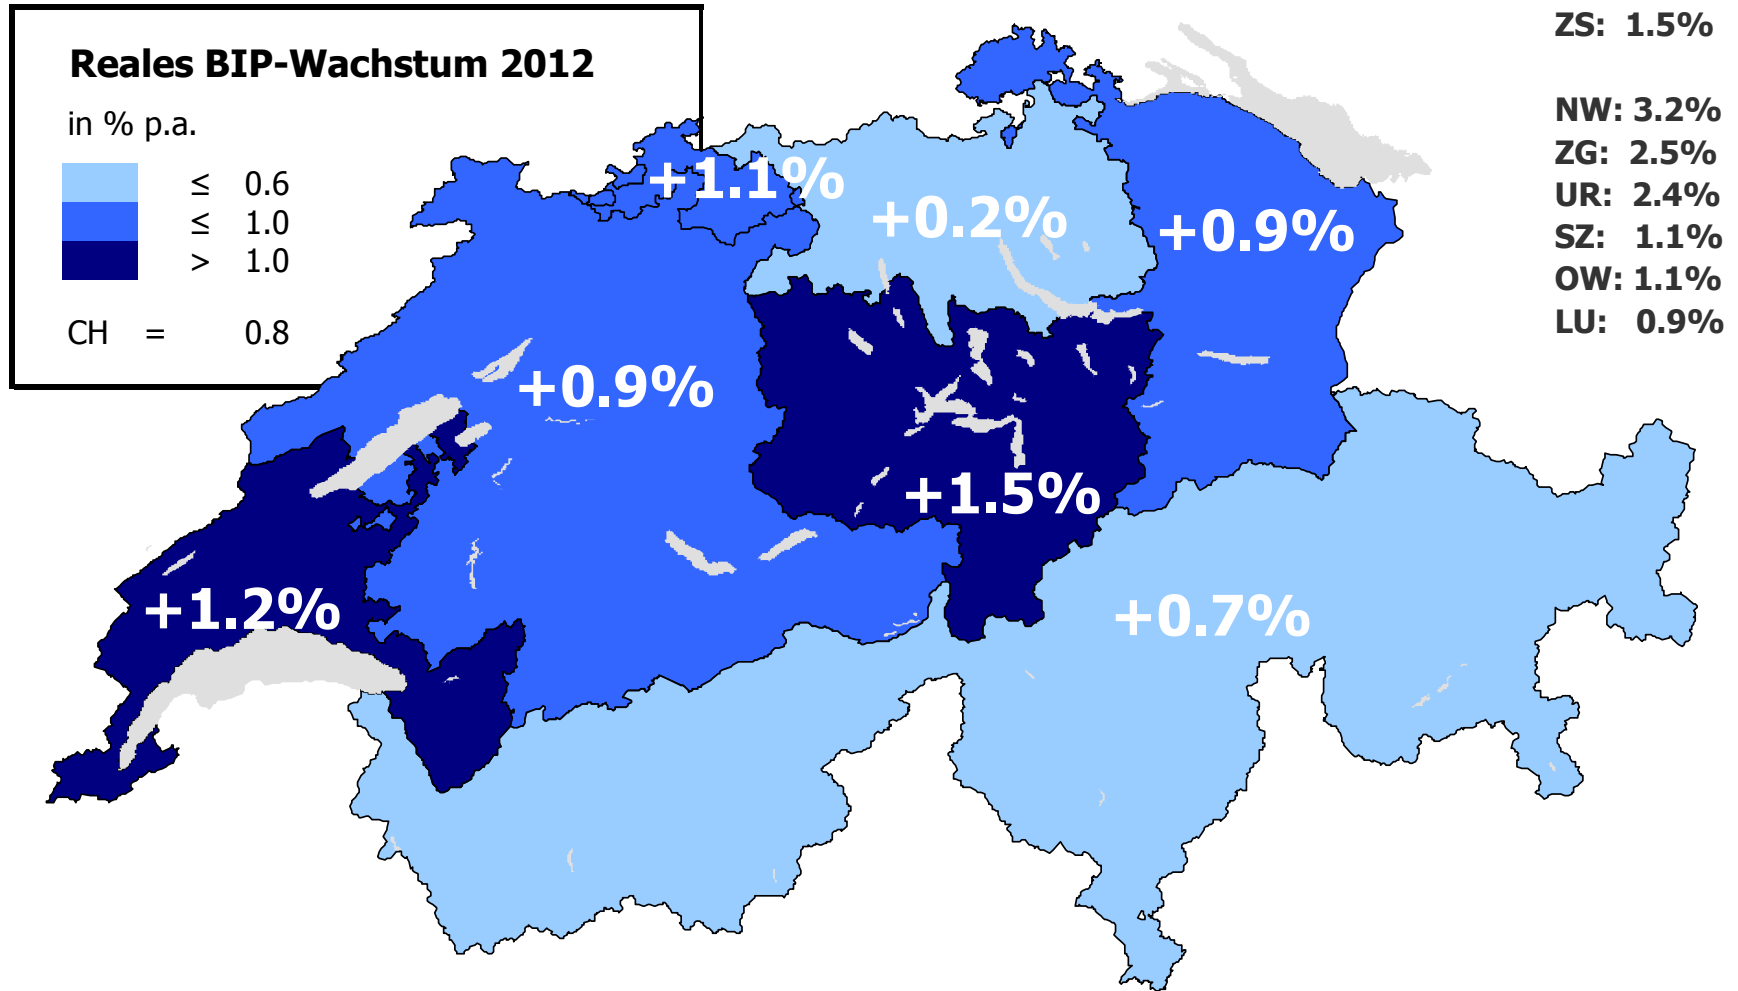 Reales BIP-Wachstum 2012
in % p.a.
≤ 0.6
≤ 1.0
> 1.0
CH = 0.8
ZS: 1.5%
NW: 3.2%
ZG: 2.5%
UR: 2.4%
SZ: 1.1%
OW: 1.1%
LU: 0.9%
+1.1%
+0.2%
+0.9%
+0.9%
+1.5%
+1.2%
+0.7%